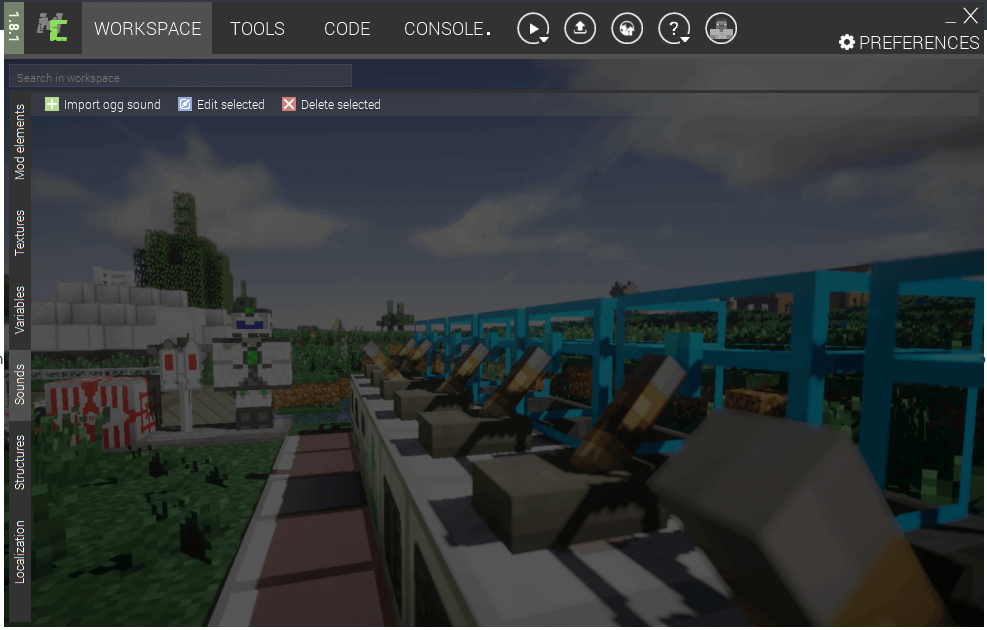 1.8.1
WORKSPACE
TOOLS
CODE
CONSOLE.
?
PREFERENCES
Search in workspace
Import ogg sound
Edit selected
Delete selected
Mod elements
Textures
Variables
Sounds
Structures
Localization